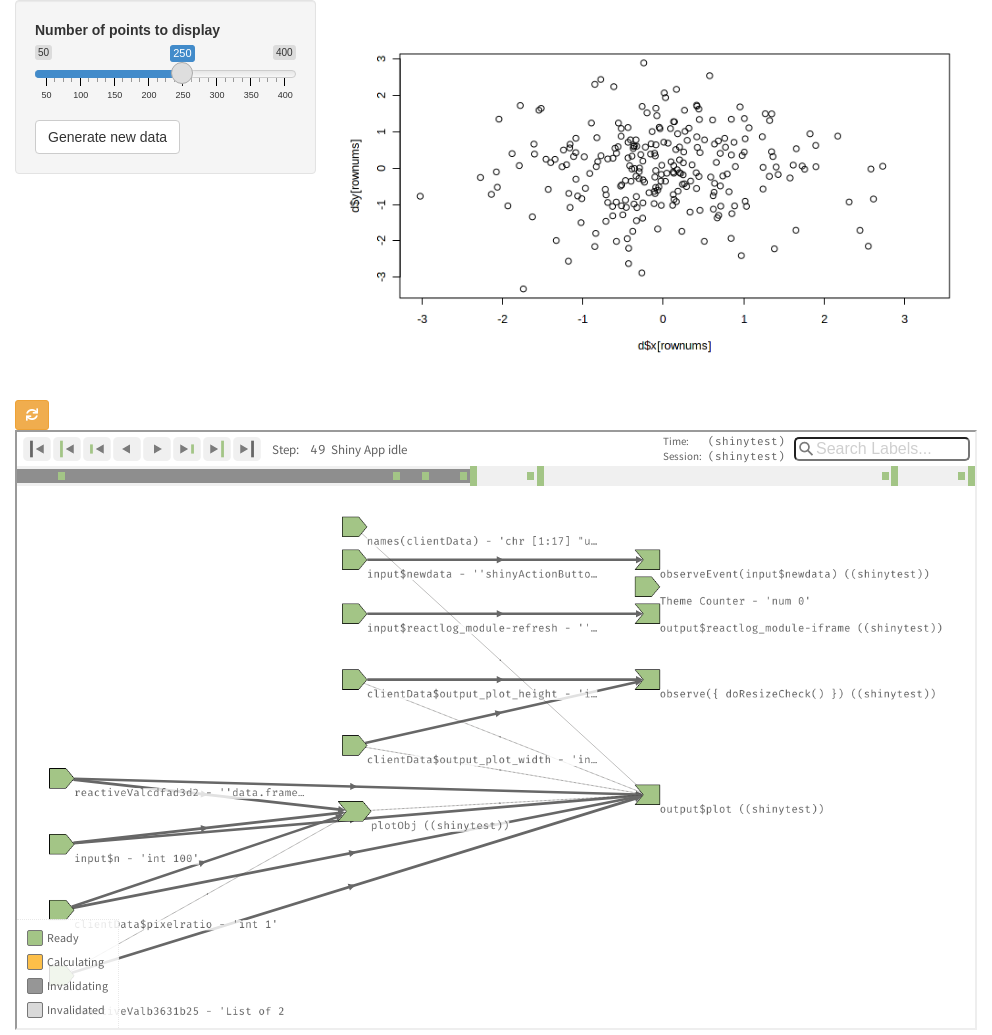 Number of points to display
50 250 400
50 100 150 200 250 300 350 400
Generate new data
d$y[rownums]
3
2
1
0
-1
-2
-3
-3 -2 -1 0 1 2 3
d$x[rownums]
Step: 49 Shiny App idle
Time: (shinytest)
Session: (shinytest)
Search Labels...
names(clientData) - 'chr [1:17] "u…
input$newdata - ''shinyActionButto…
observeEvent(input$newdata) ((shinytest))
Theme Counter - 'num 0'
input$reactlog_module-refresh - ''…
output$reactlog_module-iframe ((shinytest))
clientData$output_plot_height - 'i…
observe({ doResizeCheck() }) ((shinytest))
clientData$output_plot_width - 'in…
reactiveValcdfad3d2 - ''data.frame…
output$plot ((shinytest))
plotObj ((shinytest))
input$n - 'int 100'
clientData$pixelratio - 'int 1'
Ready
Calculating
Invalidating
Invalidated
- 'List of 2